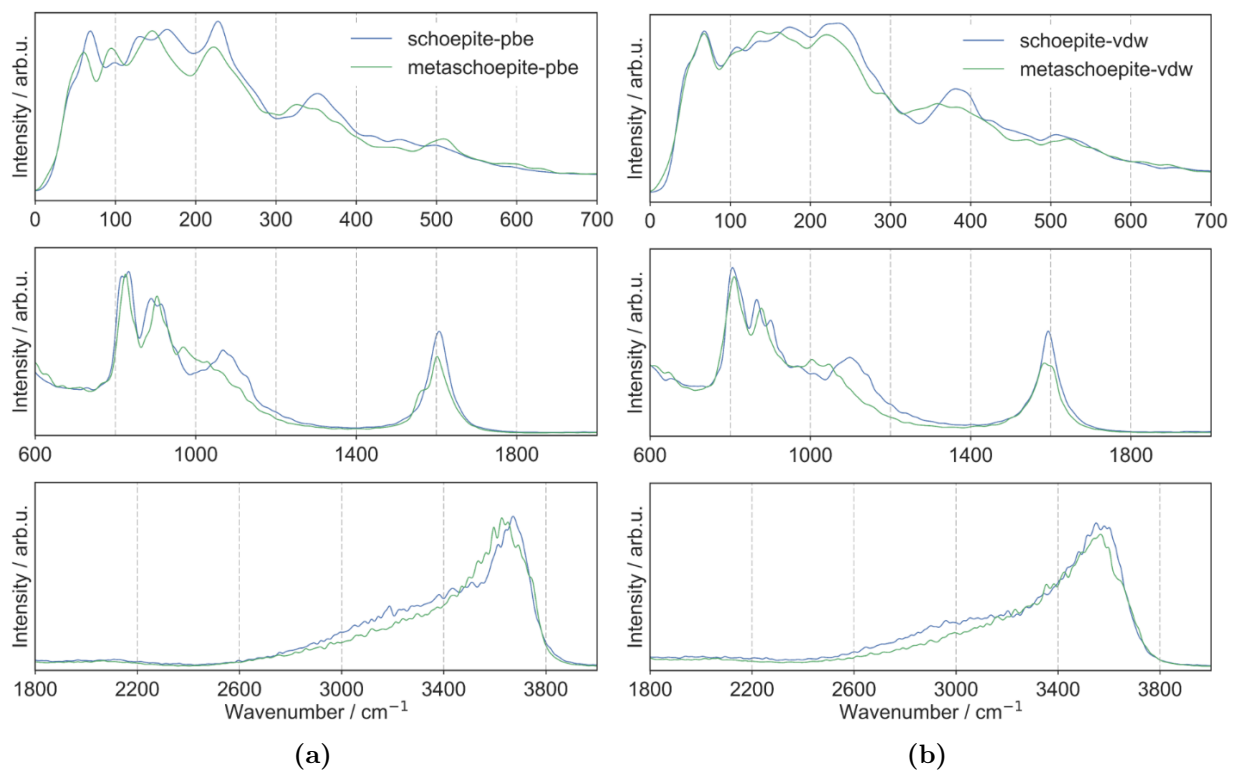 schoepite-pbe
metaschoepite-pbe
Intensity / arb.u.
0 100 200 300 400 500 600 700
Intensity / arb.u.
600 1000 1400 1800
Intensity / arb.u.
1800 2200 2600 3000 3400 3800
Wavenumber / cm⁻¹
(a)
schoepite-vdw
metaschoepite-vdw
Intensity / arb.u.
0 100 200 300 400 500 600 700
Intensity / arb.u.
600 1000 1400 1800
Intensity / arb.u.
1800 2200 2600 3000 3400 3800
Wavenumber / cm⁻¹
(b)